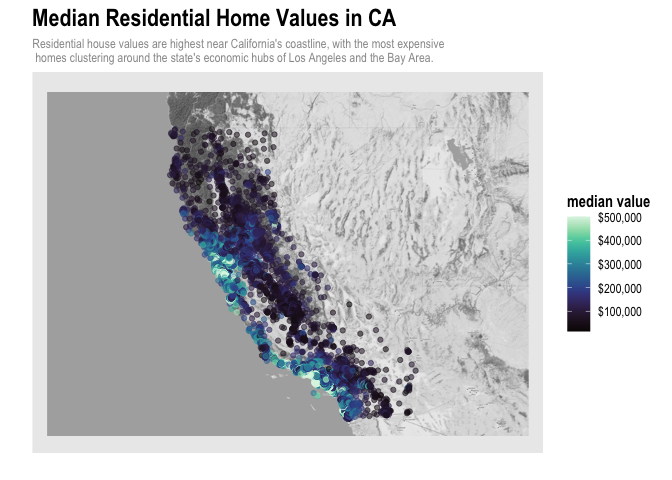 Median Residential Home Values in CA
Residential house values are highest near California's coastline, with the most expensive
homes clustering around the state's economic hubs of Los Angeles and the Bay Area.
median value
$500,000
$400,000
$300,000
$200,000
$100,000